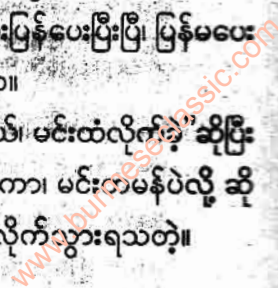 းပြန်ပေးပြီးပြီ၊ ပြန်မပေး
။
ယ်၊ မင်းထံလိုက်ခဲ့ ဆိုပြီး
ကာ၊ မင်းကမန်ပဲလို့ ဆို
လိုက်သွားရသတဲ့။
www.burmeseclassic.com